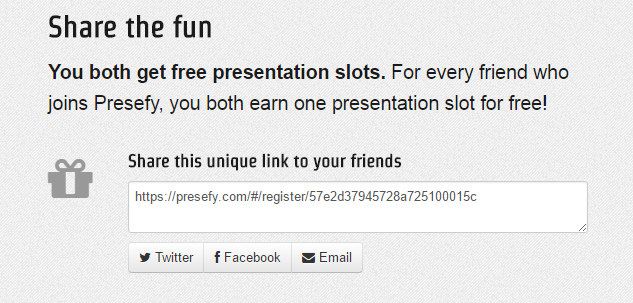 Share the fun
You both get free presentation slots. For every friend who
joins Presefy, you both earn one presentation slot for free!
Share this unique link to your friends
https://presefy.com/#/register/57e2d37945728a725100015c
Twitter Facebook Email